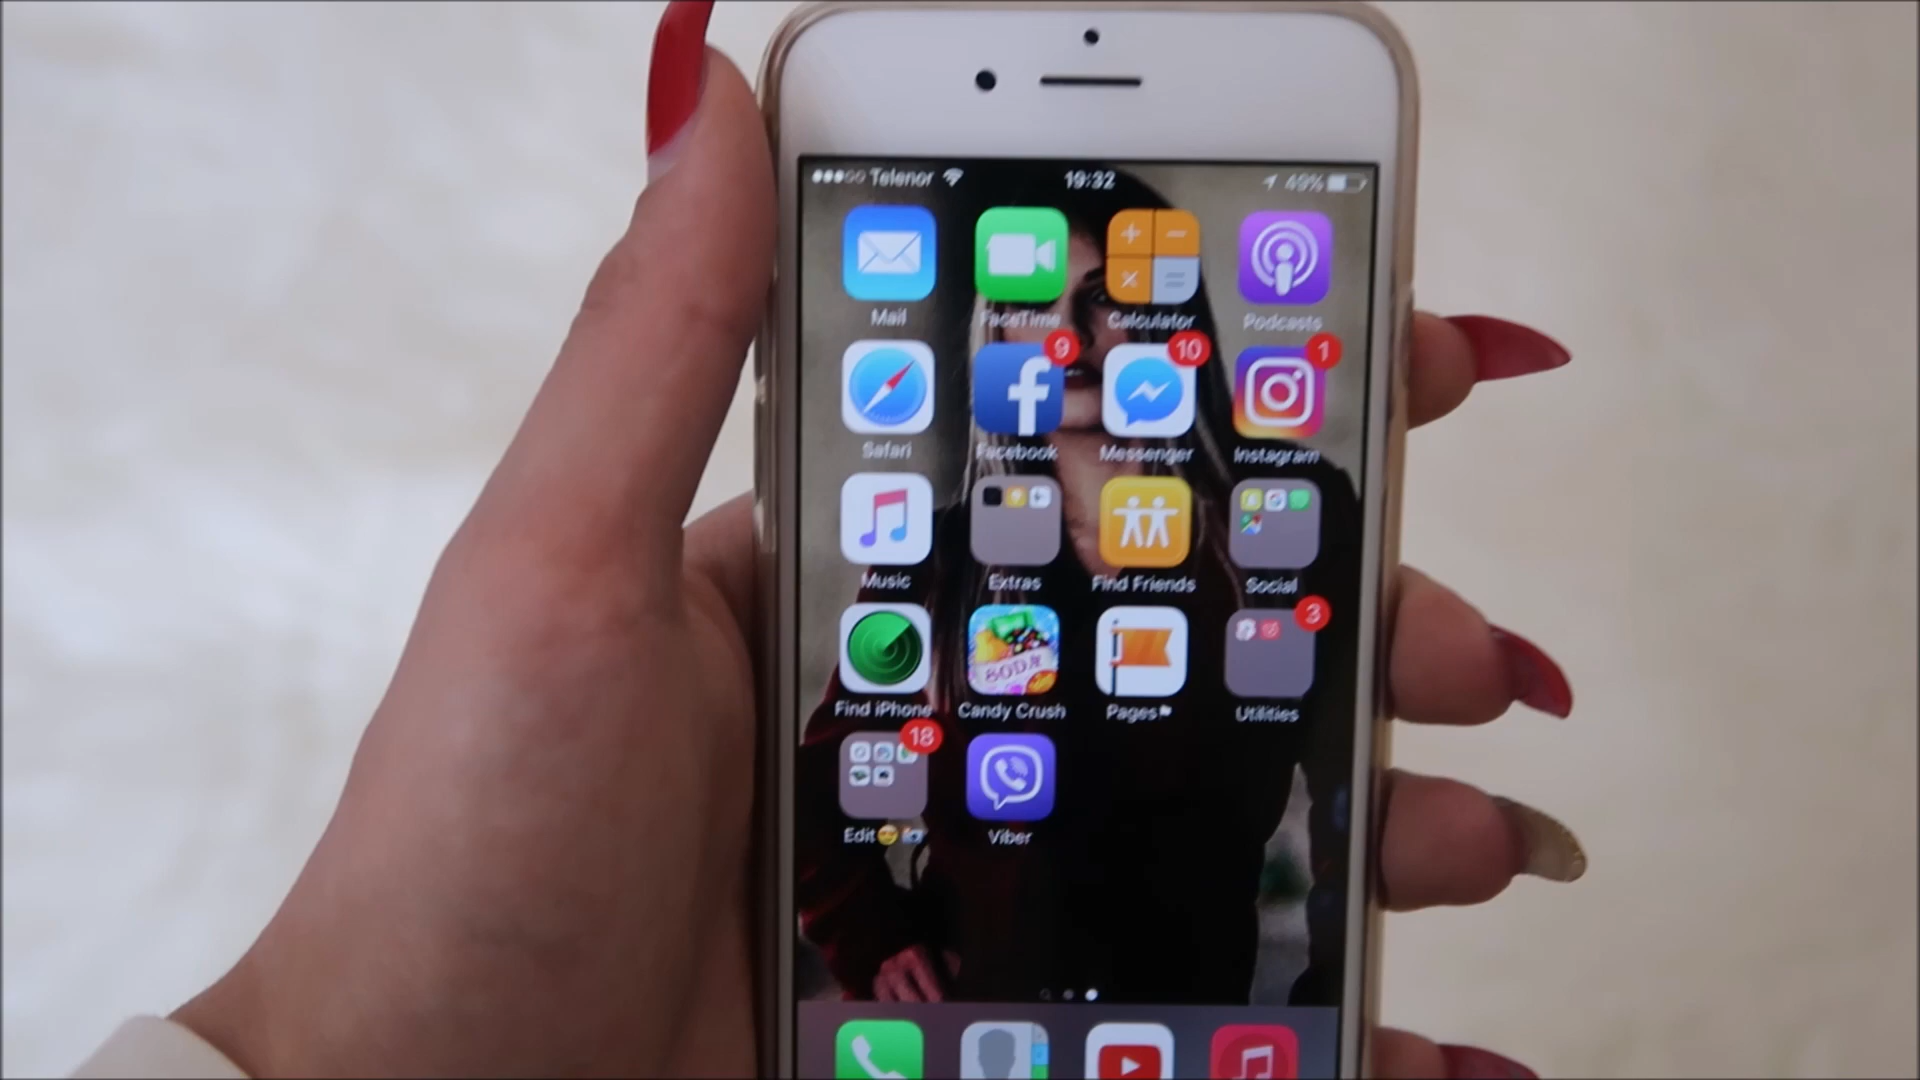 Telenor 19:32 49%
Mail FaceTime Calculator Podcasts
9 10 1
Safari Facebook Messenger Instagram
Music Extras Find Friends Social
3
SODA
Find iPhone Candy Crush Pages Utilities
18
Edit Viber